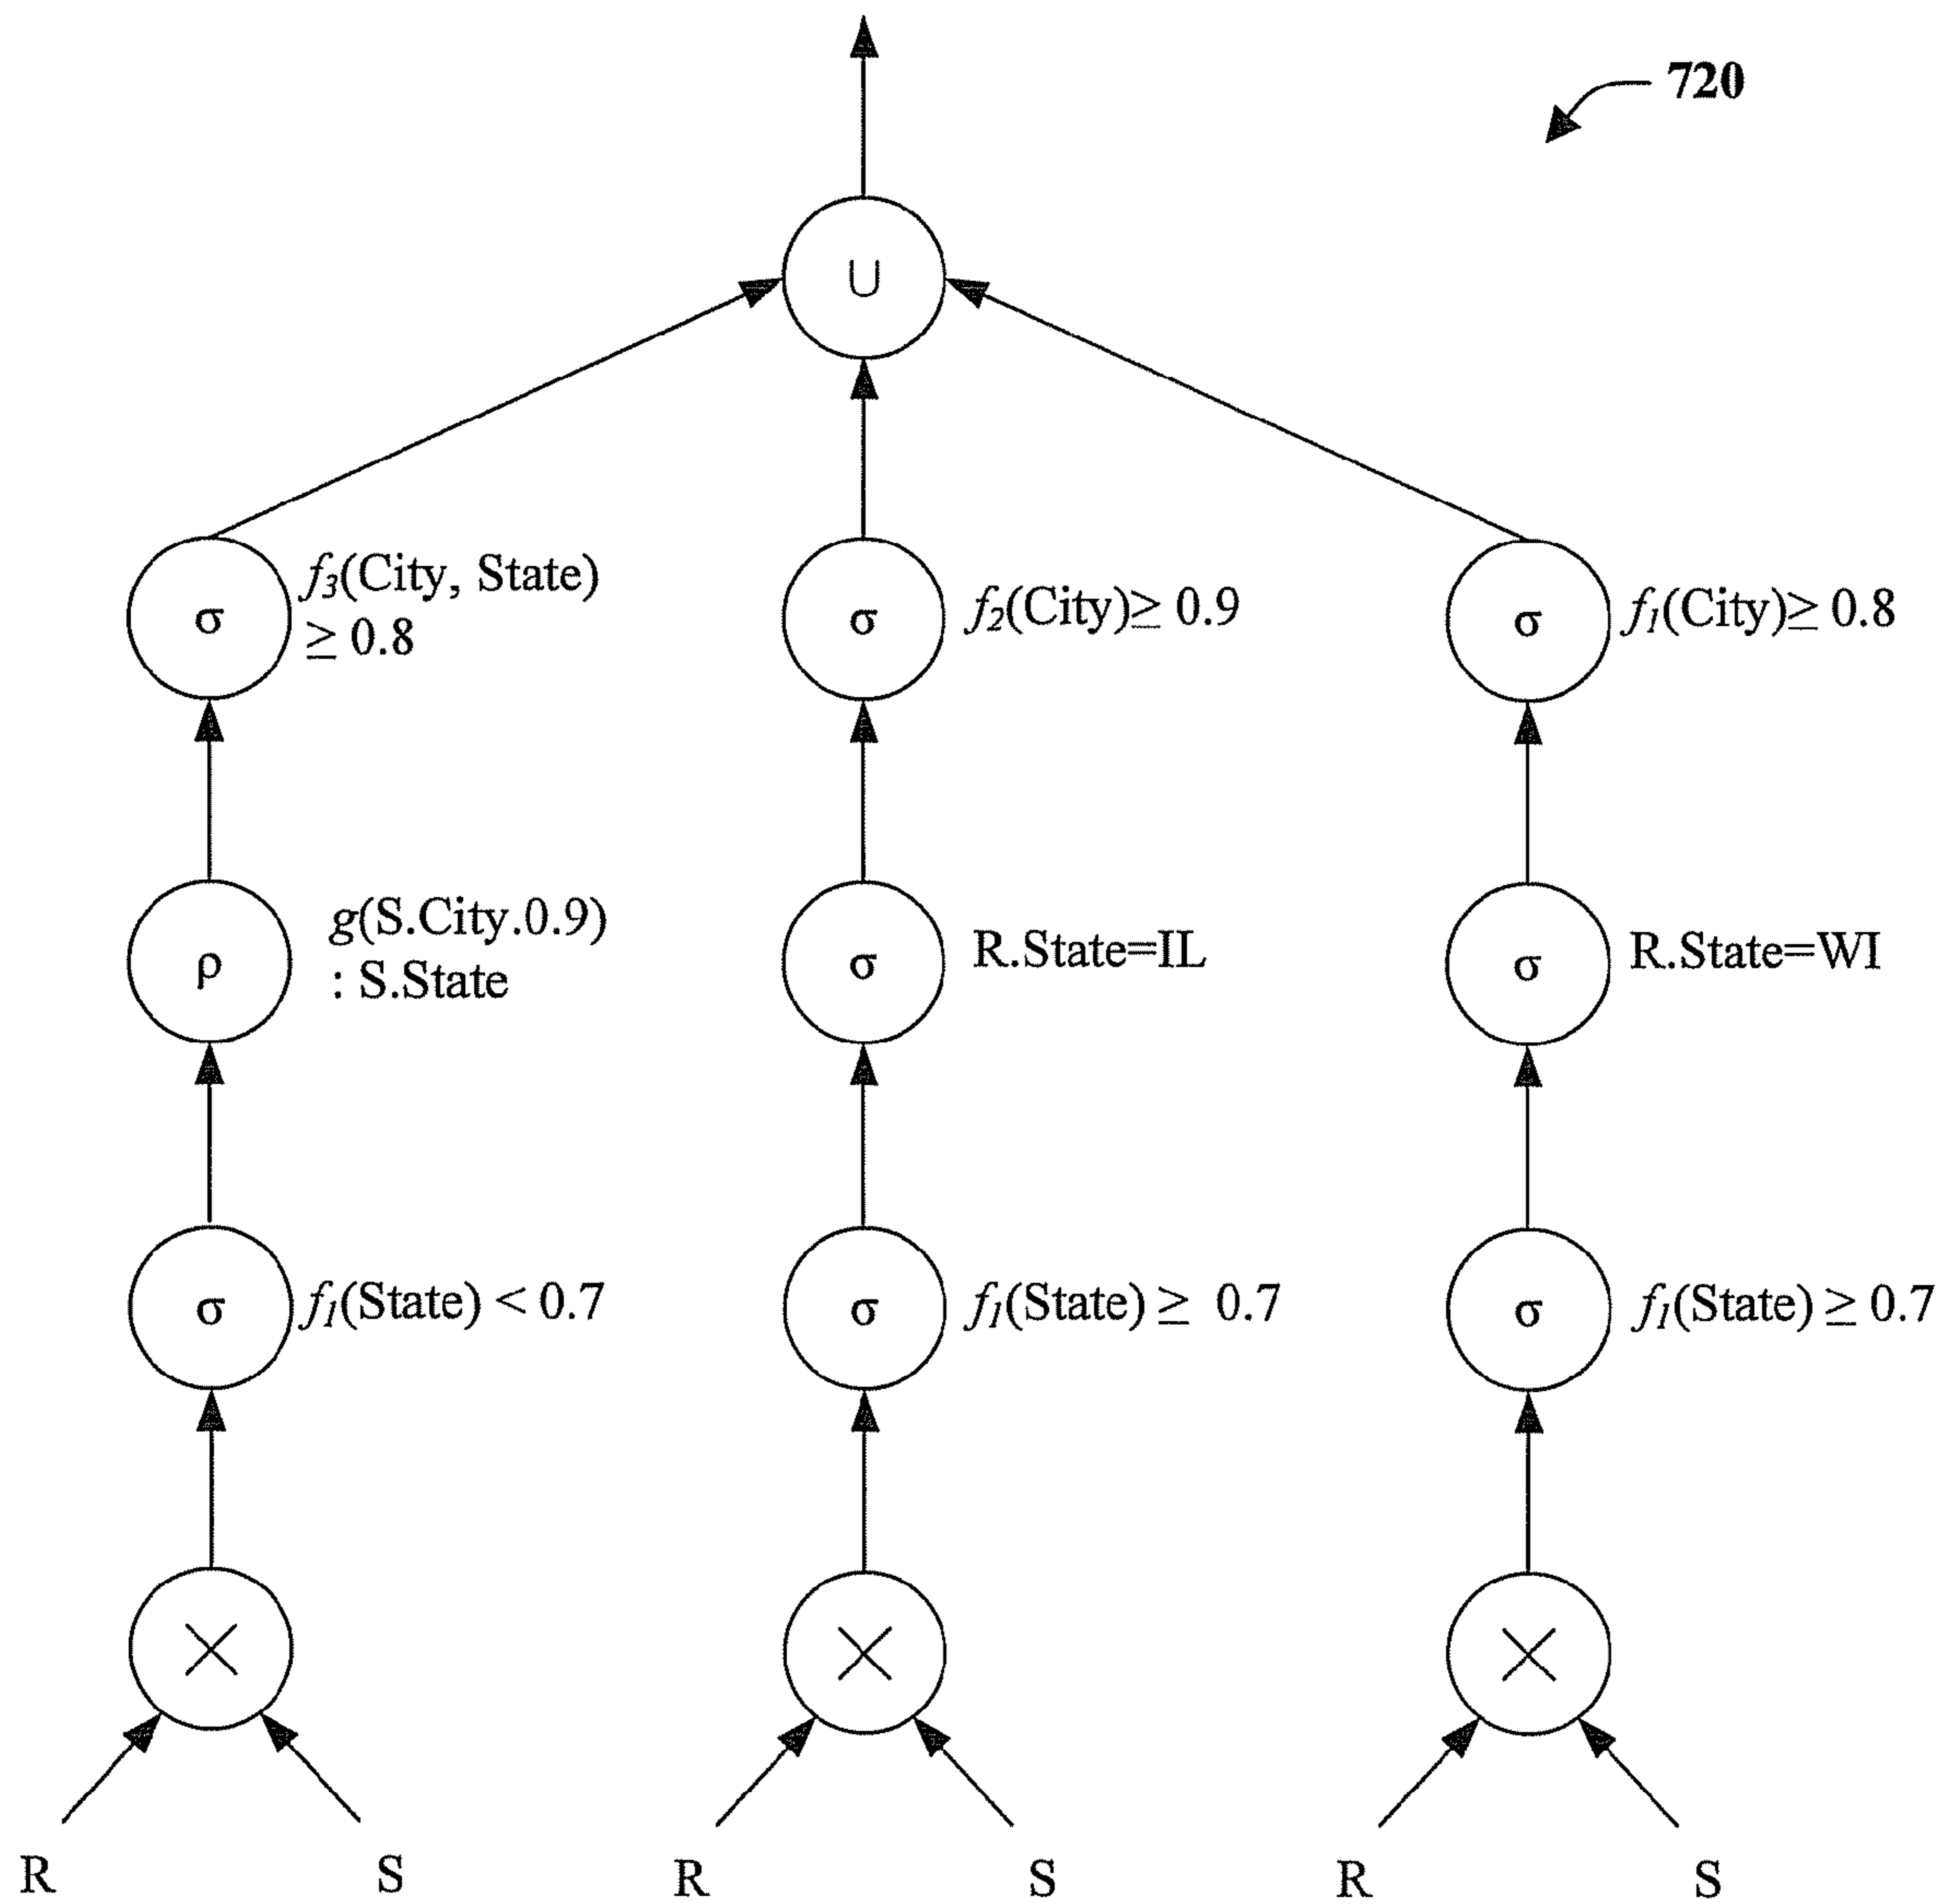 720
U
σ
f₃(City, State)
≥ 0.8
σ
f₂(City)≥ 0.9
σ
f₁(City)≥ 0.8
ρ
g(S.City.0.9)
: S.State
σ
R.State=IL
σ
R.State=WI
σ
f₁(State) < 0.7
σ
f₁(State) ≥ 0.7
σ
f₁(State) ≥ 0.7
×
×
×
R
S
R
S
R
S